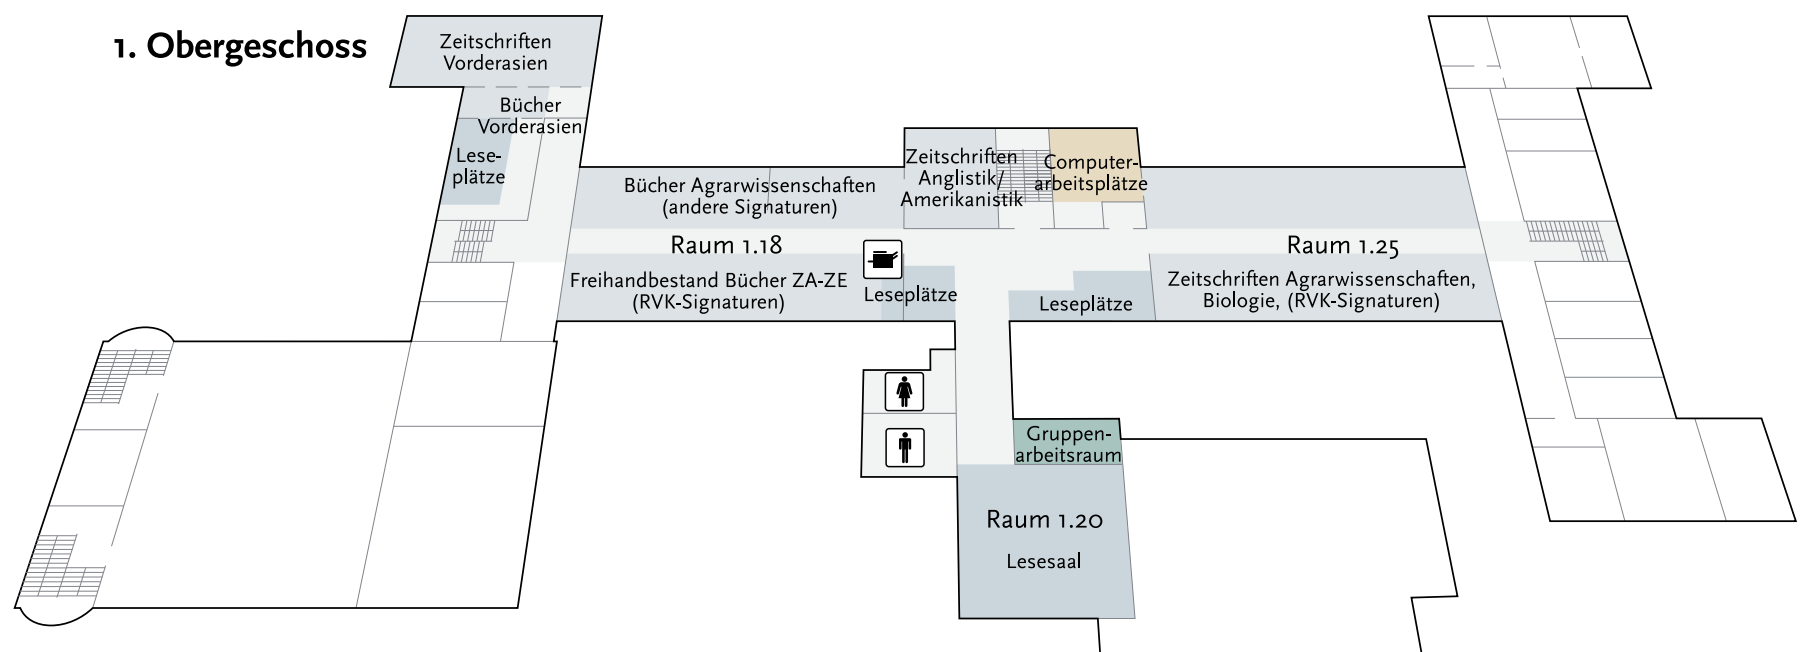 1. Obergeschoss
Zeitschriften
Vorderasien
Bücher
Vorderasien
Lese-
plätze
Bücher Agrarwissenschaften
(andere Signaturen)
Zeitschriften
Anglistik/
Amerikanistik
Computer-
arbeitsplätze
Raum 1.18
Raum 1.25
Freihandbestand Bücher ZA-ZE
(RVK-Signaturen)
Leseplätze
Leseplätze
Zeitschriften Agrarwissenschaften,
Biologie, (RVK-Signaturen)
Gruppen-
arbeitsraum
Raum 1.20
Lesesaal